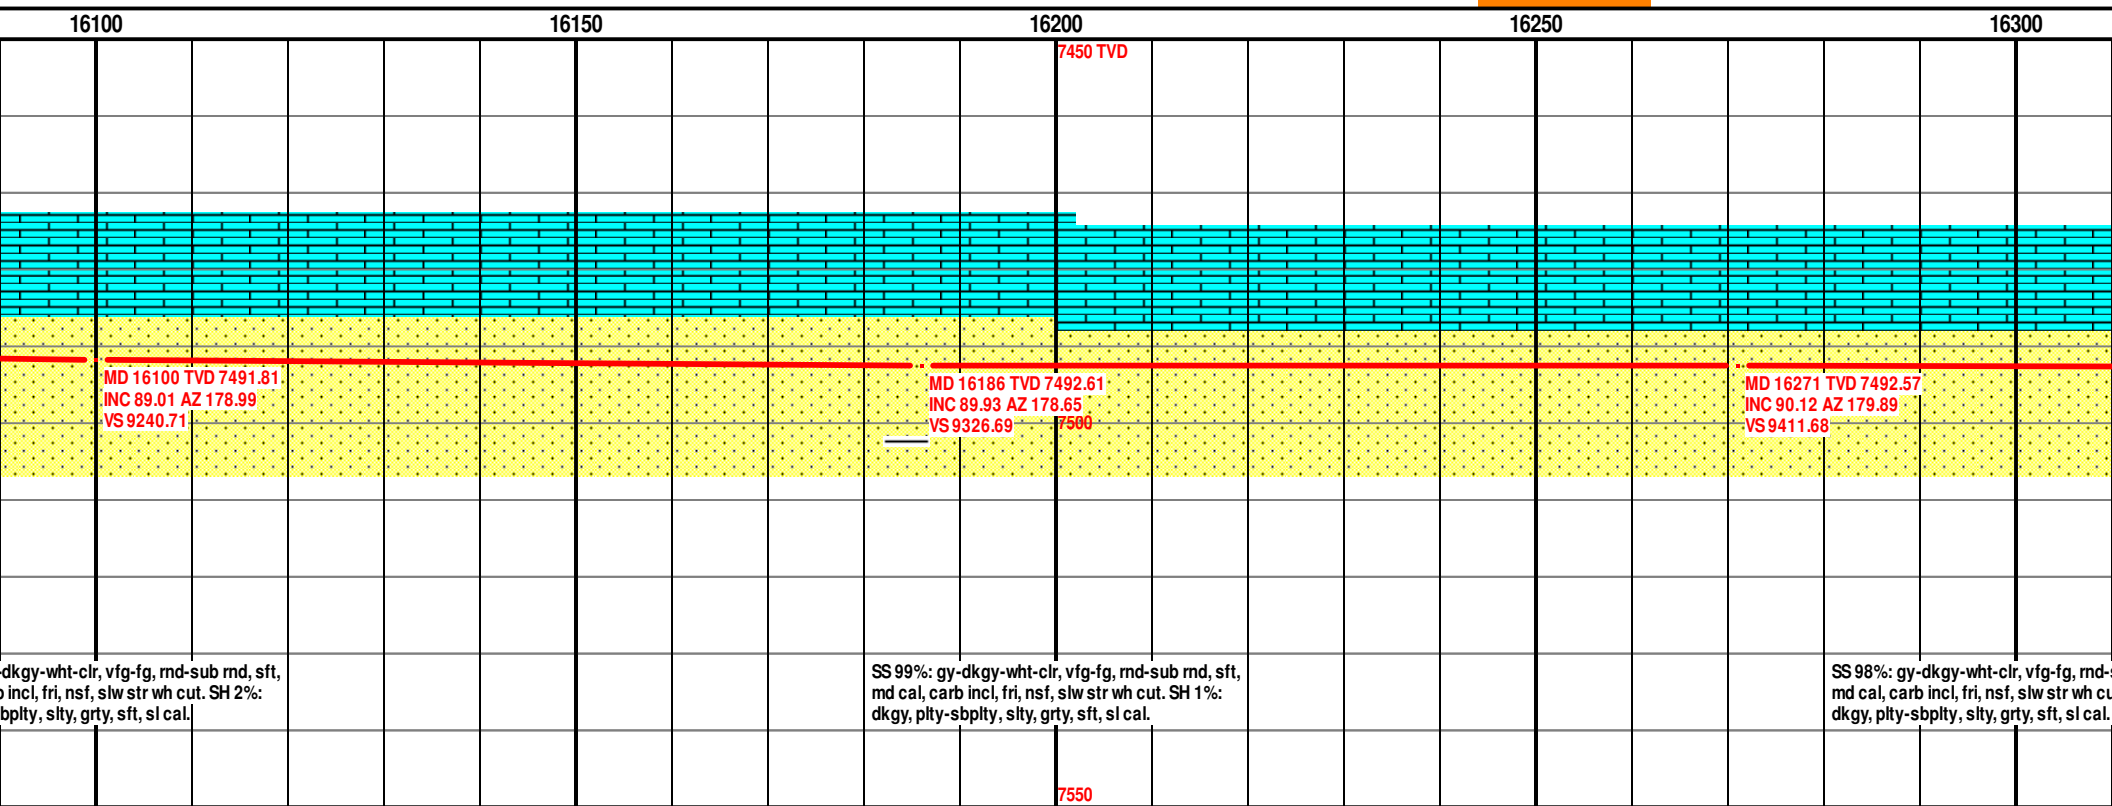 16100 16150 16200 16250 16300
7450 TVD
MD 16100 TVD 7491.81
INC 89.01 AZ 178.99
VS 9240.71
MD 16186 TVD 7492.61
INC 89.93 AZ 178.65
VS 9326.69
7500
MD 16271 TVD 7492.57
INC 90.12 AZ 179.89
VS 9411.68
-dkgy-wht-clr, vfg-fg, rnd-sub rnd, sft,
incl, fri, nsf, slw str wh cut. SH 2%:
bplty, slty, grty, sft, sl cal.
SS 99%: gy-dkgy-wht-clr, vfg-fg, rnd-sub rnd, sft,
md cal, carb incl, fri, nsf, slw str wh cut. SH 1%:
dkgy, plty-sbplty, slty, grty, sft, sl cal.
SS 98%: gy-dkgy-wht-clr, vfg-fg, rnd-
md cal, carb incl, fri, nsf, slw str wh cu
dkgy, plty-sbplty, slty, grty, sft, sl cal.
7550